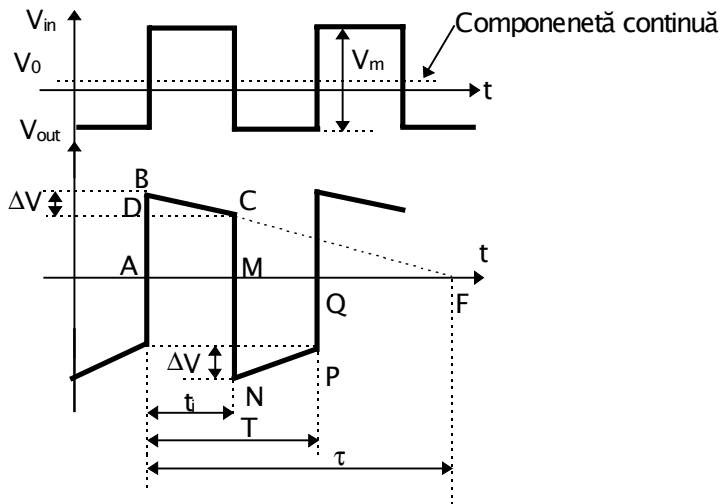 Vin
Componenetă continuă
V0
Vm
t
Vout
B
ΔV
D
C
t
A
M
Q
F
ΔV
P
N
ti
T
τ